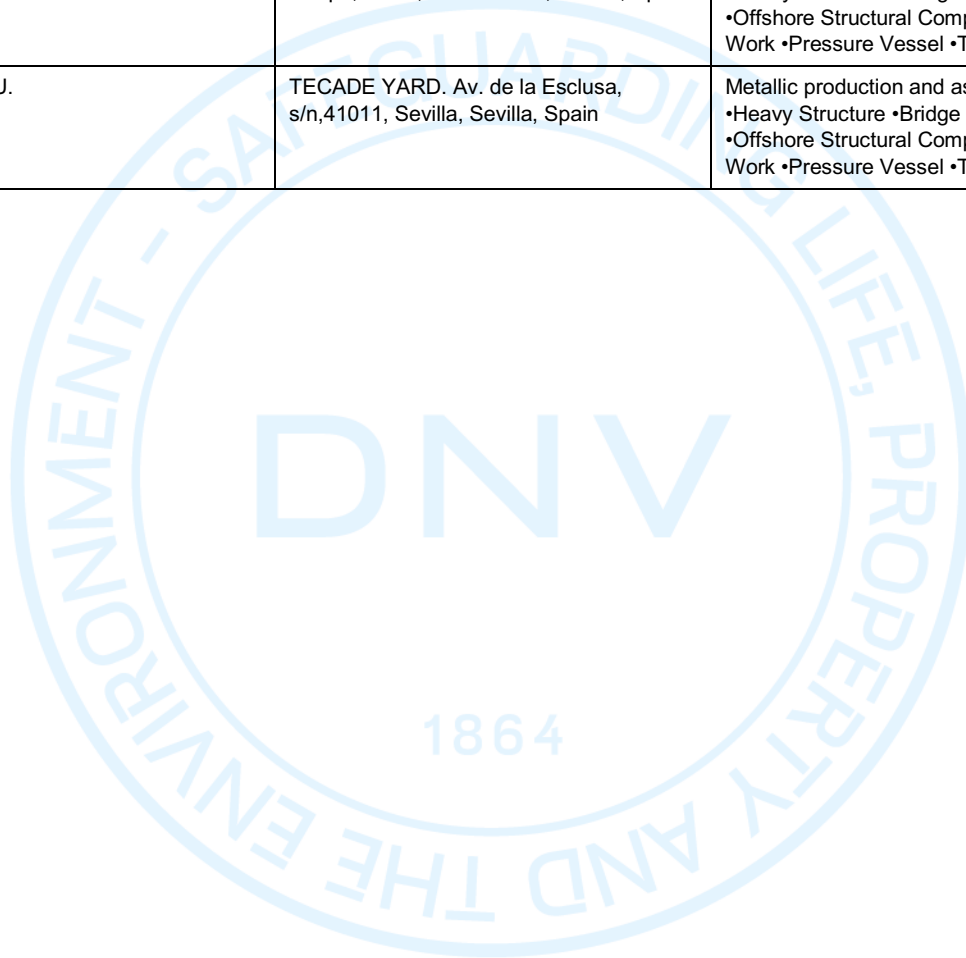 •Offshore Structural Comp
Work •Pressure Vessel •T
U.
TECADE YARD. Av. de la Esclusa,
s/n,41011, Sevilla, Sevilla, Spain
Metallic production and as
•Heavy Structure •Bridge
•Offshore Structural Comp
Work •Pressure Vessel •T
SAFEGUARDING LIFE, PROPERTY AND THE ENVIRONMENT -
DNV
1864